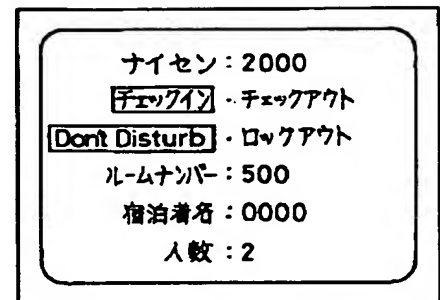 ナイセン：2000
チェックイン・チェックアウト
Don't Disturb・ロックアウト
ルームナンバー：500
宿泊者名：0000
人数：2